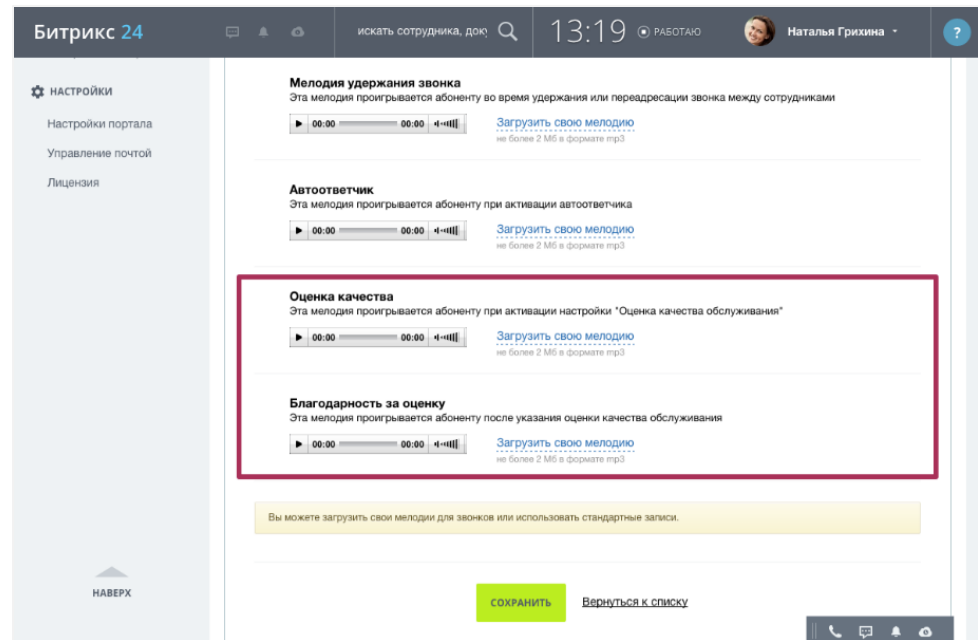 Битрикс 24
искать сотрудника, док
13:19
РАБОТАЮ
Наталья Грихина
?
НАСТРОЙКИ
Настройки портала
Управление почтой
Лицензия
Мелодия удержания звонка
Эта мелодия проигрывается абоненту во время удержания или переадресации звонка между сотрудниками
00:00 00:00
Загрузить свою мелодию
не более 2 Мб в формате mp3
Автоответчик
Эта мелодия проигрывается абоненту при активации автоответчика
00:00 00:00
Загрузить свою мелодию
не более 2 Мб в формате mp3
Оценка качества
Эта мелодия проигрывается абоненту при активации настройки "Оценка качества обслуживания"
00:00 00:00
Загрузить свою мелодию
не более 2 Мб в формате mp3
Благодарность за оценку
Эта мелодия проигрывается абоненту после указания оценки качества обслуживания
00:00 00:00
Загрузить свою мелодию
не более 2 Мб в формате mp3
Вы можете загрузить свои мелодии для звонков или использовать стандартные записи.
НАВЕРХ
СОХРАНИТЬ
Вернуться к списку